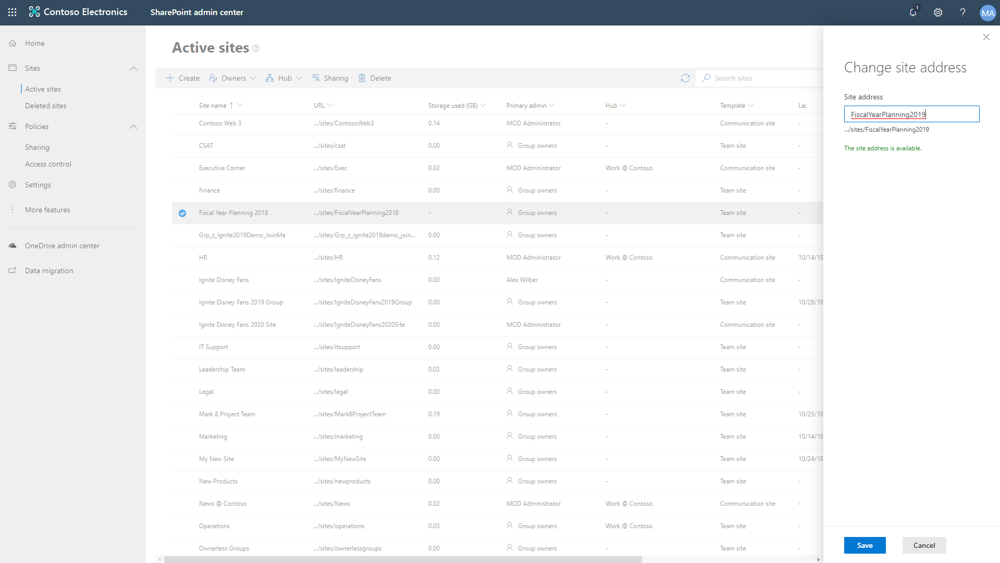 Contoso Electronics SharePoint admin center 1 ? MA
Home
Sites
Active sites
Deleted sites
Policies
Sharing
Access control
Settings
More features
OneDrive admin center
Data migration
Active sites ?
Create Owners Hub Sharing Delete Search sites
Site name ↑ URL Storage used (GB) Primary admin Hub Template Las
Contoso Web 3 .../sites/ContosoWeb3 0.14 MOD Administrator - Communication site -
CSAT .../sites/csat 0.00 Group owners - Team site -
Executive Corner .../sites/Exec 0.02 MOD Administrator Work @ Contoso Communication site -
Finance .../sites/finance 0.00 Group owners - Team site -
Fiscal Year Planning 2018 .../sites/FiscalYearPlanning2018 - Group owners - Team site -
Grp_z_Ignite2019Demo_JoinMe .../sites/Grp_z_ignite2019demo_join... 0.00 Group owners - Team site -
HR .../sites/HR 0.12 MOD Administrator Work @ Contoso Communication site 10/14/19
Ignite Disney Fans .../sites/IgniteDisneyFans 0.00 Alex Wilber - Communication site -
Ignite Disney Fans 2019 Group .../sites/IgniteDisneyFans2019Group 0.00 Group owners - Team site 10/28/19
Ignite Disney Fans 2020 Site .../sites/IgniteDisneyFans2020Site 0.00 MOD Administrator - Communication site -
IT Support .../sites/itsupport 0.00 Group owners - Team site -
Leadership Team .../sites/leadership 0.03 Group owners - Team site -
Legal .../sites/legal 0.00 Group owners - Team site -
Mark 8 Project Team .../sites/Mark8ProjectTeam 0.19 Group owners - Team site 10/25/19
Marketing .../sites/marketing 0.00 Group owners - Team site 10/14/19
My New Site .../sites/MyNewSite 0.00 Group owners - Team site 10/24/19
New Products .../sites/newproducts 0.00 Group owners - Team site -
News @ Contoso .../sites/News 0.02 MOD Administrator Work @ Contoso Communication site -
Operations .../sites/operations 0.03 Group owners Work @ Contoso Team site -
Ownerless Groups .../sites/ownerlessgroups 0.00 Group owners - Team site -
Change site address
Site address
FiscalYearPlanning2019
.../sites/FiscalYearPlanning2019
The site address is available.
Save Cancel